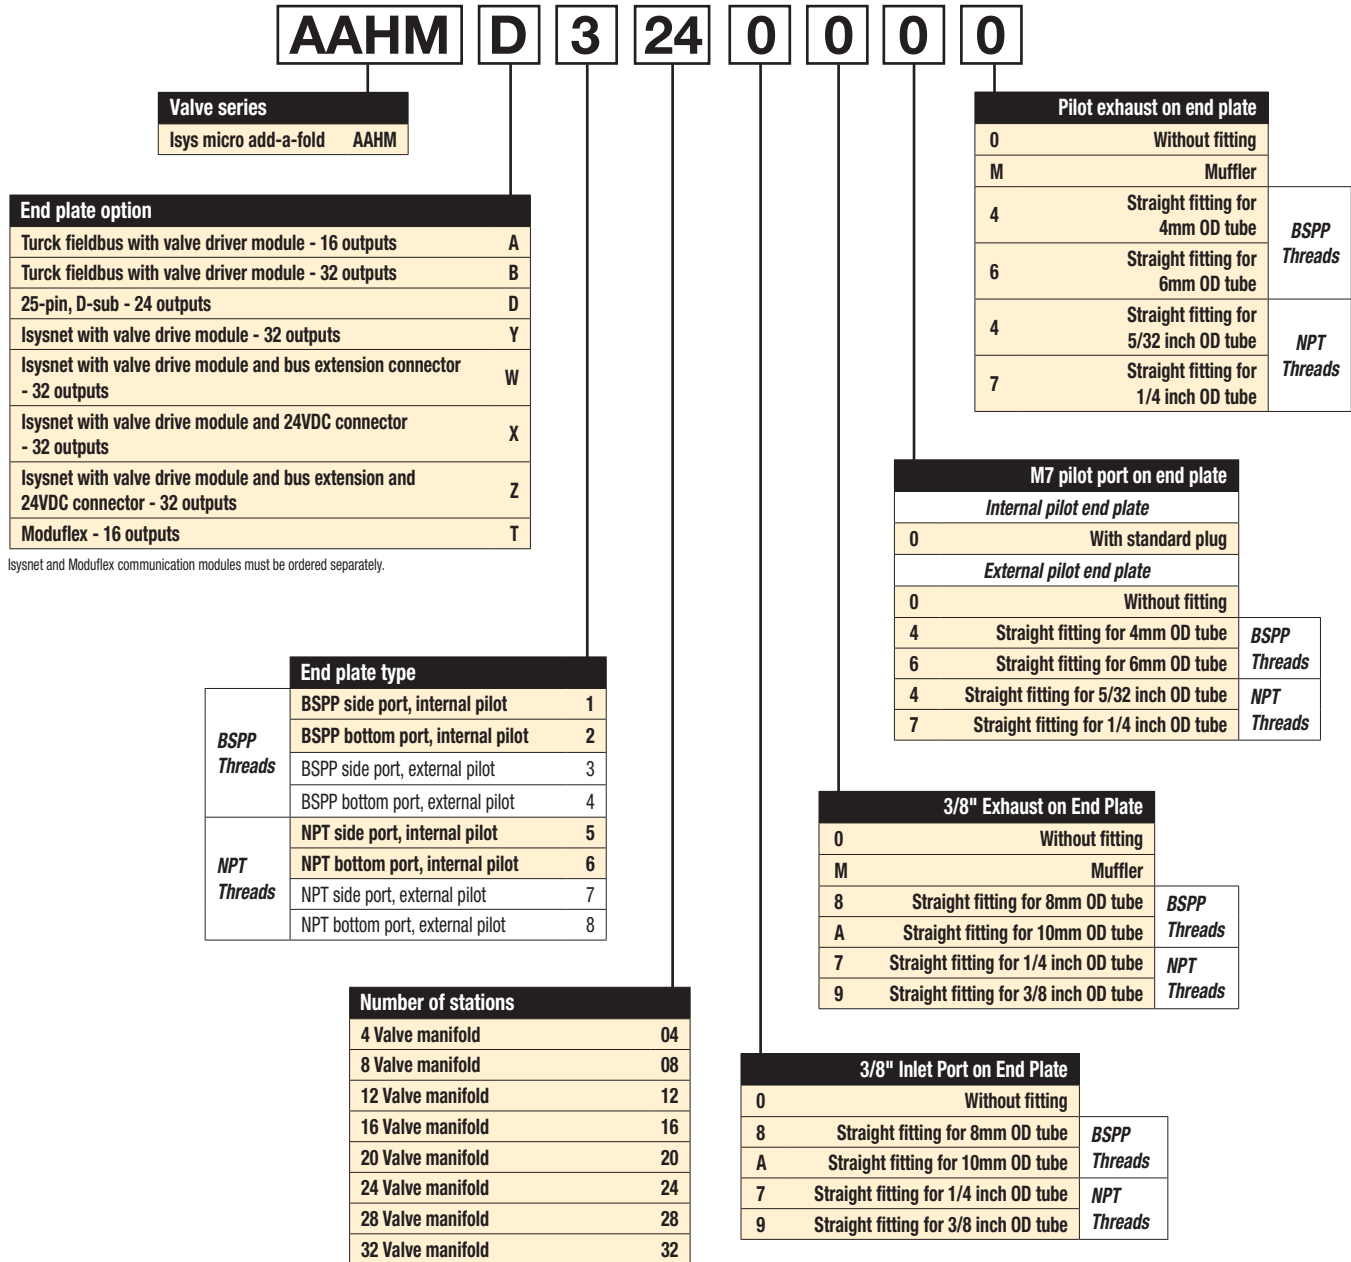 AAHM D 3 24 0 0 0 0
Valve series
Isys micro add-a-fold AAHM
End plate option
Turck fieldbus with valve driver module - 16 outputs A
Turck fieldbus with valve driver module - 32 outputs B
25-pin, D-sub - 24 outputs D
Isysnet with valve drive module - 32 outputs Y
Isysnet with valve drive module and bus extension connector
- 32 outputs W
Isysnet with valve drive module and 24VDC connector
- 32 outputs X
Isysnet with valve drive module and bus extension and
24VDC connector - 32 outputs Z
Moduflex - 16 outputs T
Isysnet and Moduflex communication modules must be ordered separately.
End plate type
BSPP
Threads
BSPP side port, internal pilot 1
BSPP bottom port, internal pilot 2
BSPP side port, external pilot 3
BSPP bottom port, external pilot 4
NPT
Threads
NPT side port, internal pilot 5
NPT bottom port, internal pilot 6
NPT side port, external pilot 7
NPT bottom port, external pilot 8
Number of stations
4 Valve manifold 04
8 Valve manifold 08
12 Valve manifold 12
16 Valve manifold 16
20 Valve manifold 20
24 Valve manifold 24
28 Valve manifold 28
32 Valve manifold 32
Pilot exhaust on end plate
0 Without fitting
M Muffler
4 Straight fitting for
4mm OD tube
6 Straight fitting for
6mm OD tube
BSPP
Threads
4 Straight fitting for
5/32 inch OD tube
7 Straight fitting for
1/4 inch OD tube
NPT
Threads
M7 pilot port on end plate
Internal pilot end plate
0 With standard plug
External pilot end plate
0 Without fitting
4 Straight fitting for 4mm OD tube
6 Straight fitting for 6mm OD tube
BSPP
Threads
4 Straight fitting for 5/32 inch OD tube
7 Straight fitting for 1/4 inch OD tube
NPT
Threads
3/8" Exhaust on End Plate
0 Without fitting
M Muffler
8 Straight fitting for 8mm OD tube
A Straight fitting for 10mm OD tube
BSPP
Threads
7 Straight fitting for 1/4 inch OD tube
9 Straight fitting for 3/8 inch OD tube
NPT
Threads
3/8" Inlet Port on End Plate
0 Without fitting
8 Straight fitting for 8mm OD tube
A Straight fitting for 10mm OD tube
BSPP
Threads
7 Straight fitting for 1/4 inch OD tube
9 Straight fitting for 3/8 inch OD tube
NPT
Threads